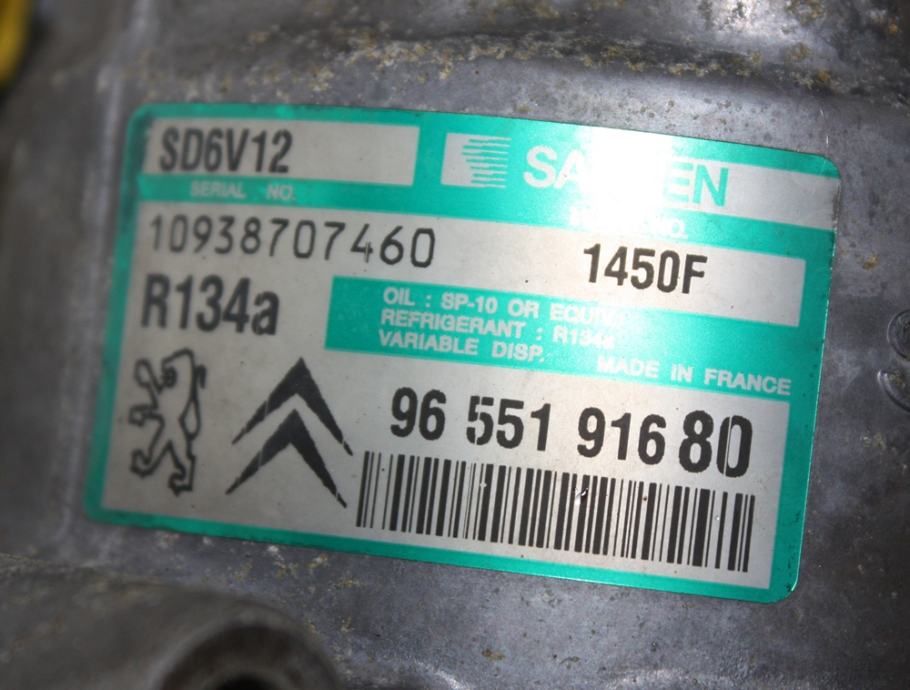 SD6V12
SERIAL NO.
10938707460
1450F
R134a
OIL : SP-10 OR
REFRIGERANT : R134a
VARIABLE DISP.
MADE IN FRANCE
96 551 916 80